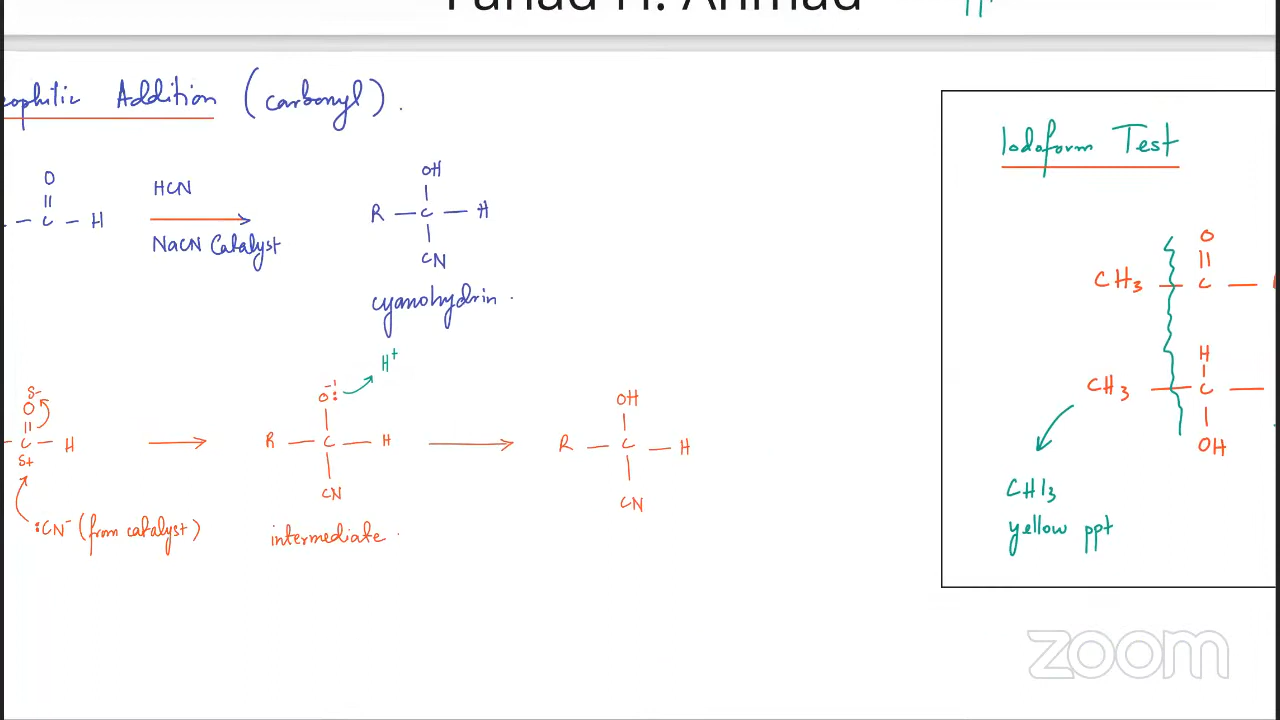 ophilic Addition (carbonyl).
O
||
– C – H
HCN
NaCN Catalyst
OH
|
R – C – H
|
CN
cyanohydrin.
δ-
O
||
– C – H
δ+
:CN⁻ (from catalyst)
H⁺
O:⁻
|
R – C – H
|
CN
intermediate.
OH
|
R – C – H
|
CN
Iodoform Test
O
||
CH3 – C –
H
|
CH3 – C –
|
OH
CHI3
yellow ppt
zoom